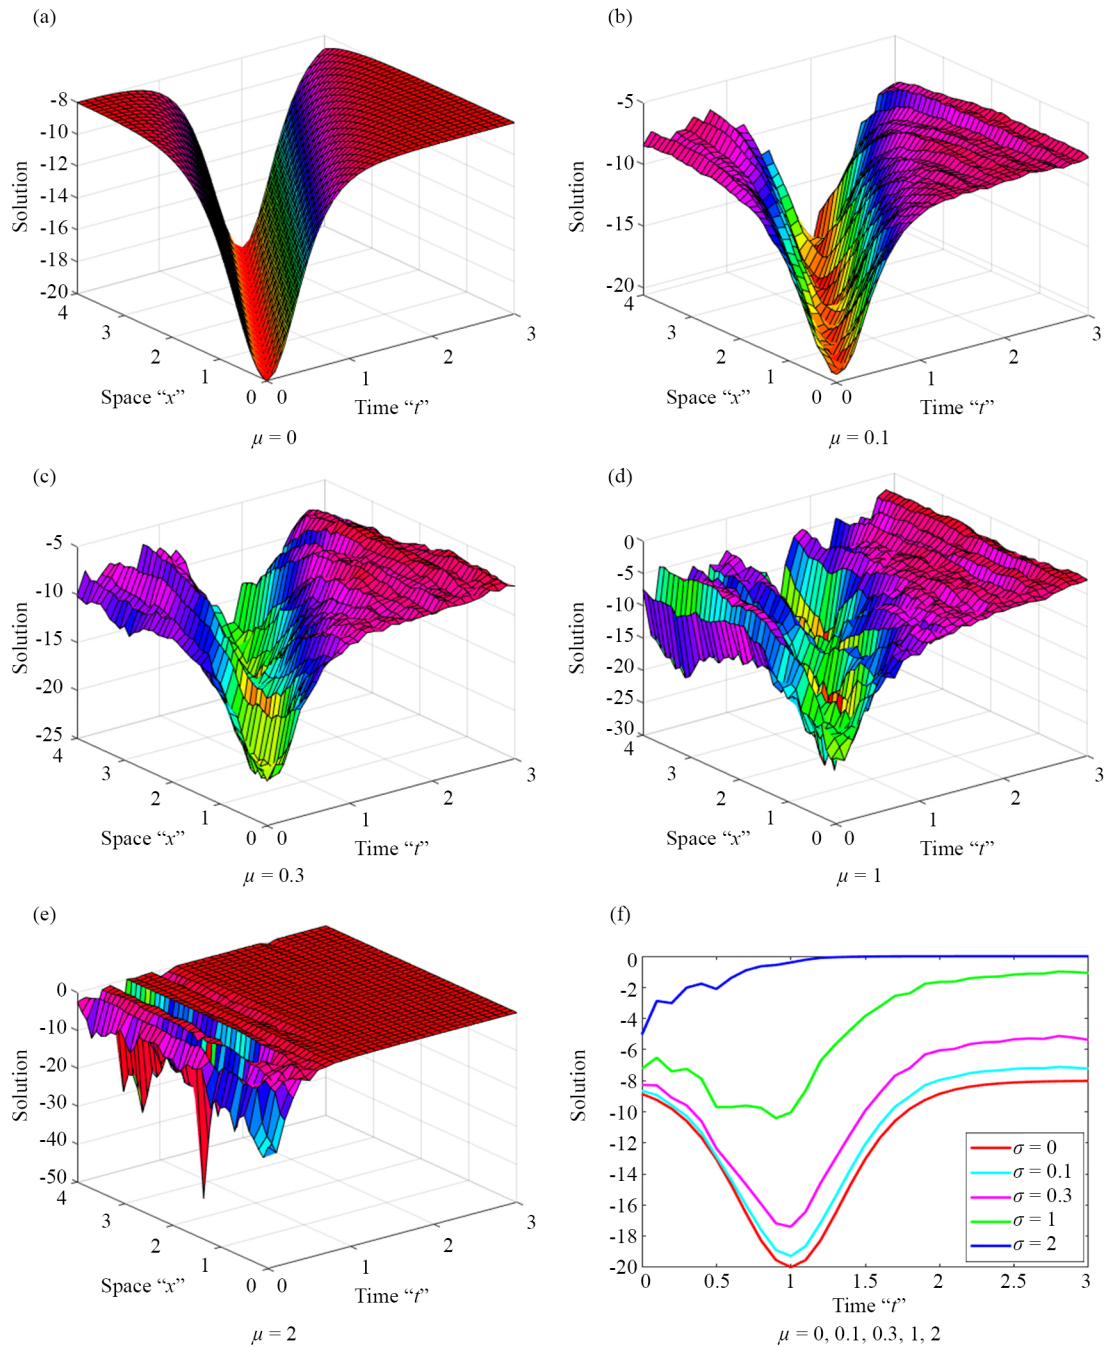 (a)
Solution
-8
-10
-12
-14
-16
-18
-20
4
3
2
1
0
0
1
2
3
Space “x”
Time “t”
μ = 0
(b)
Solution
-5
-10
-15
-20
4
3
2
1
0
0
1
2
3
Space “x”
Time “t”
μ = 0.1
(c)
Solution
-5
-10
-15
-20
-25
4
3
2
1
0
0
1
2
3
Space “x”
Time “t”
μ = 0.3
(d)
Solution
0
-5
-10
-15
-20
-25
-30
4
3
2
1
0
0
1
2
3
Space “x”
Time “t”
μ = 1
(e)
Solution
0
-10
-20
-30
-40
-50
4
3
2
1
0
0
1
2
3
Space “x”
Time “t”
μ = 2
(f)
Solution
0
-2
-4
-6
-8
-10
-12
-14
-16
-18
-20
σ = 0
σ = 0.1
σ = 0.3
σ = 1
σ = 2
0 0.5 1 1.5 2 2.5 3
Time “t”
μ = 0, 0.1, 0.3, 1, 2